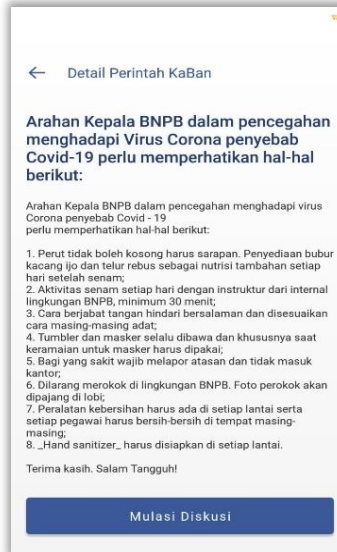 Detail Perintah KaBan
Arahan Kepala BNPB dalam pencegahan
menghadapi Virus Corona penyebab
Covid-19 perlu memperhatikan hal-hal
berikut:
Arahan Kepala BNPB dalam pencegahan menghadapi virus
Corona penyebab Covid - 19
perlu memperhatikan hal-hal berikut:
1. Perut tidak boleh kosong harus sarapan. Penyediaan bubur
kacang ijo dan telur rebus sebagai nutrisi tambahan setiap
hari setelah senam;
2. Aktivitas senam setiap hari dengan instruktur dari internal
lingkungan BNPB, minimum 30 menit;
3. Cara berjabat tangan hindari bersalaman dan disesuaikan
cara masing-masing adat;
4. Tumbler dan masker selalu dibawa dan khususnya saat
keramaian untuk masker harus dipakai;
5. Bagi yang sakit wajib melapor atasan dan tidak masuk
kantor;
6. Dilarang merokok di lingkungan BNPB. Foto perokok akan
dipajang di lobi;
7. Peralatan kebersihan harus ada di setiap lantai serta
setiap pegawai harus bersih-bersih di tempat masing-
masing;
8. _Hand sanitizer_ harus disiapkan di setiap lantai.
Terima kasih. Salam Tangguh!
Mulasi Diskusi